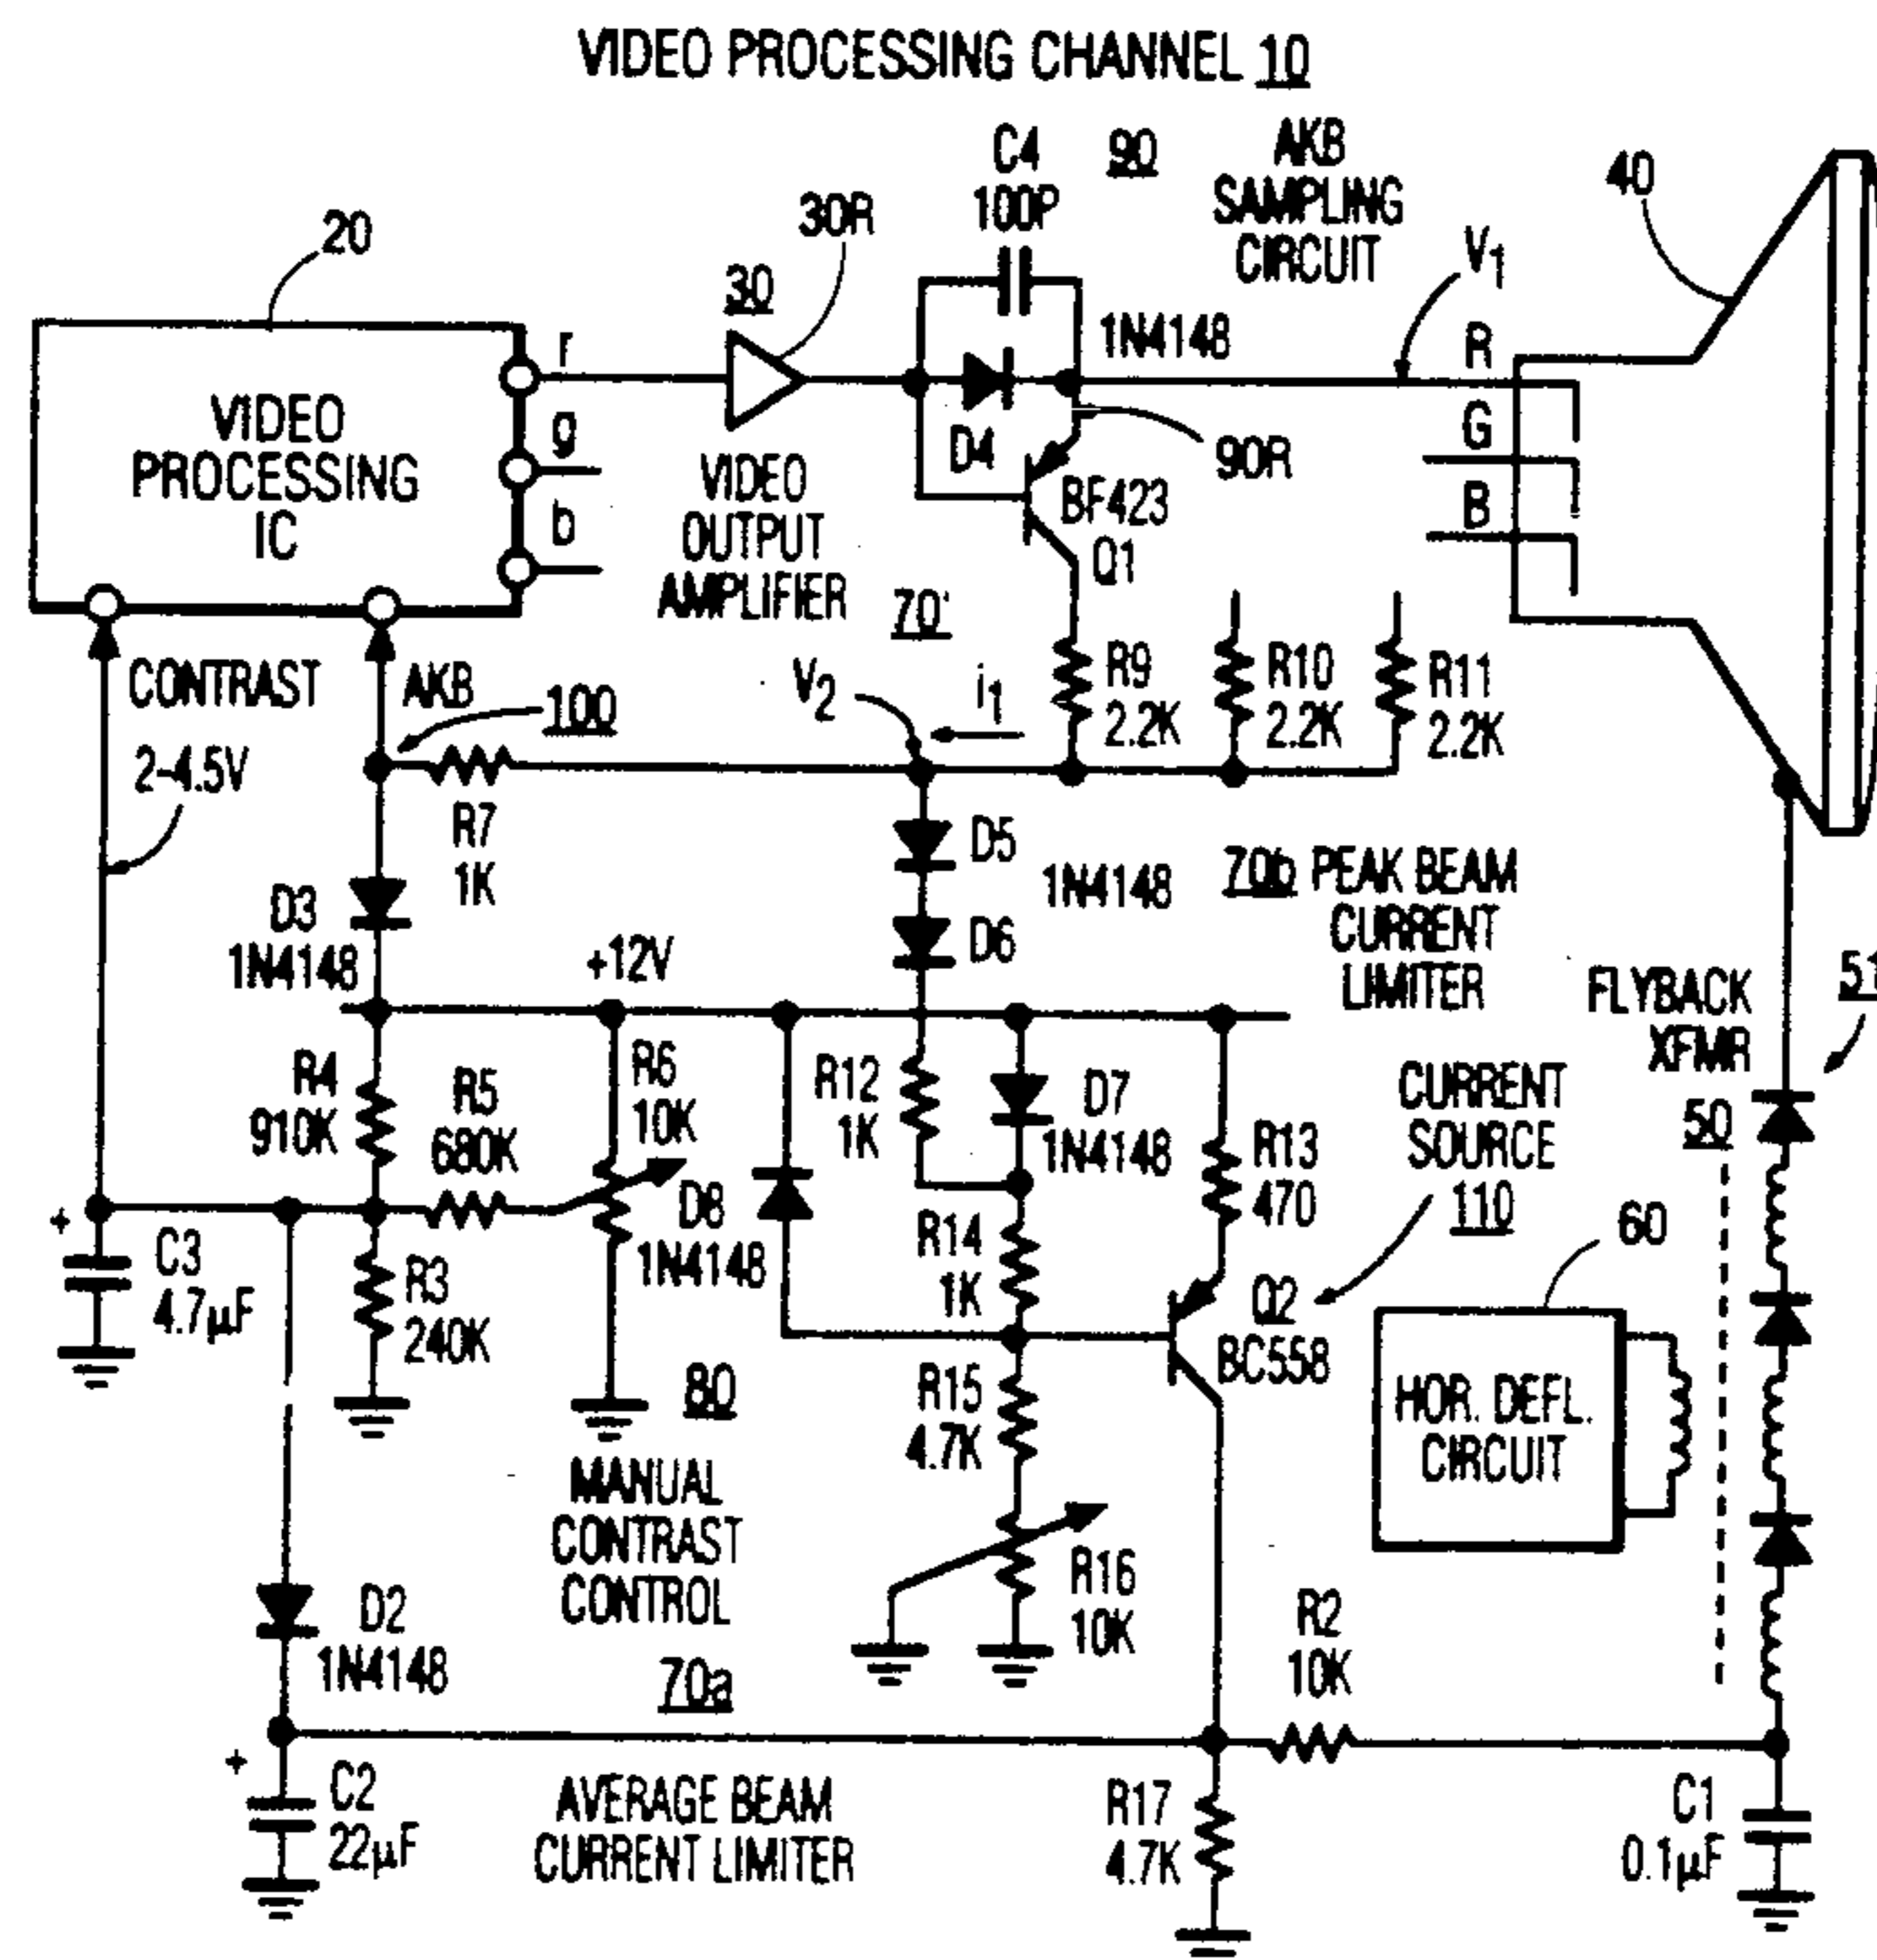 VIDEO PROCESSING CHANNEL 10
C4
100P
90
AKB
SAMPLING
CIRCUIT
40
20
30R
30
V1
1N4148
r
g
b
R
G
B
VIDEO
PROCESSING
IC
D4
90R
VIDEO
OUTPUT
AMPLIFIER
BF423
Q1
70'
CONTRAST
AKB
100
V2
i1
R9
2.2K
R10
2.2K
R11
2.2K
2-4.5V
R7
1K
D5
1N4148
D6
70b PEAK BEAM
CURRENT
LIMITER
D3
1N4148
+12V
FLYBACK
XFMR
51
50
R4
910K
R5
680K
R6
10K
R12
1K
D7
1N4148
R13
470
CURRENT
SOURCE
110
+
C3
4.7µF
R3
240K
D8
1N4148
R14
1K
Q2
BC558
60
HOR. DEFL.
CIRCUIT
80
MANUAL
CONTRAST
CONTROL
R15
4.7K
R16
10K
D2
1N4148
70a
R2
10K
+
C2
22µF
AVERAGE BEAM
CURRENT LIMITER
R17
4.7K
C1
0.1µF